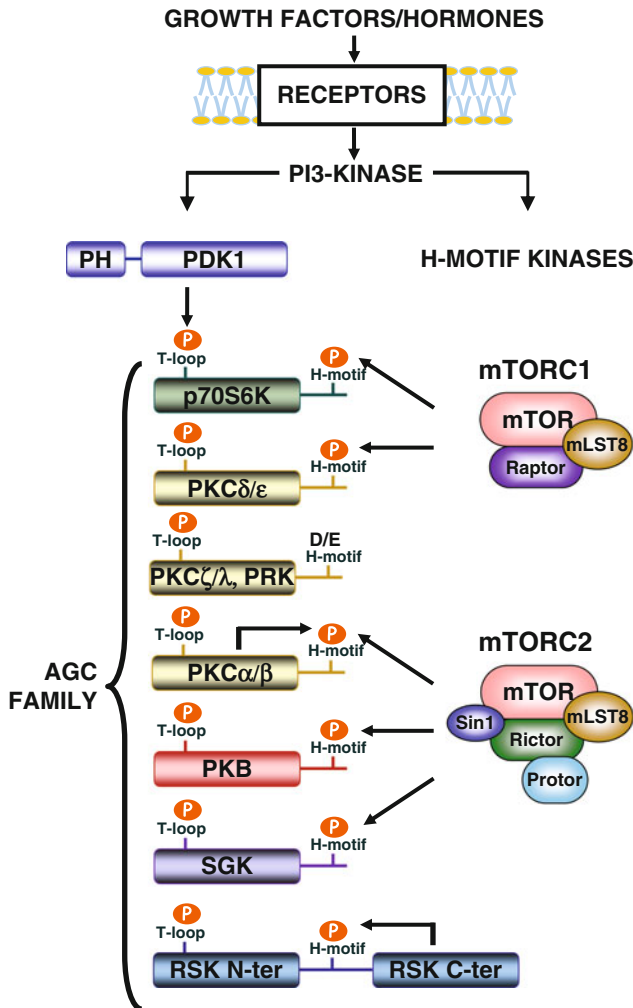 GROWTH FACTORS/HORMONES
RECEPTORS
PI3-KINASE
PH
PDK1
H-MOTIF KINASES
P
T-loop
P
H-motif
p70S6K
mTORC1
mTOR
mLST8
Raptor
P
T-loop
P
H-motif
PKCδ/ε
P
T-loop
D/E
H-motif
PKCζ/λ, PRK
AGC
FAMILY
P
T-loop
P
H-motif
PKCα/β
mTORC2
mTOR
Sin1
mLST8
Rictor
Protor
P
T-loop
P
H-motif
PKB
P
T-loop
P
H-motif
SGK
P
T-loop
P
H-motif
RSK N-ter
RSK C-ter